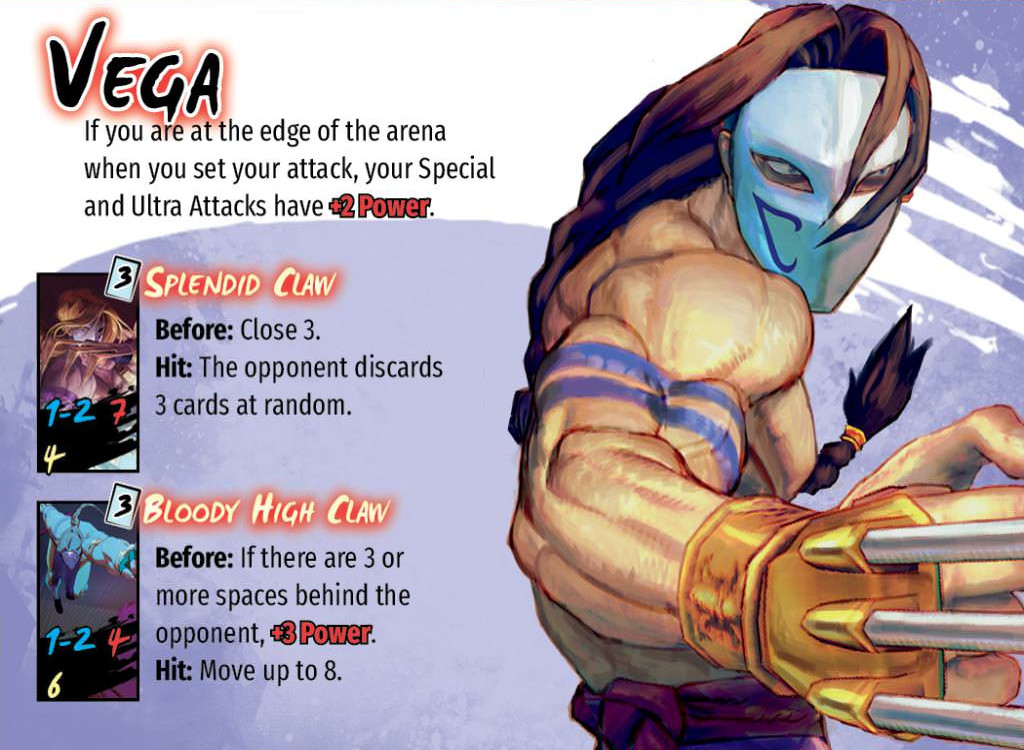 VEGA
If you are at the edge of the arena
when you set your attack, your Special
and Ultra Attacks have +2 Power.
3 SPLENDID CLAW
Before: Close 3.
Hit: The opponent discards
3 cards at random.
1-2 7
4
3 BLOODY HIGH CLAW
Before: If there are 3 or
more spaces behind the
opponent, +3 Power.
Hit: Move up to 8.
1-2 4
6